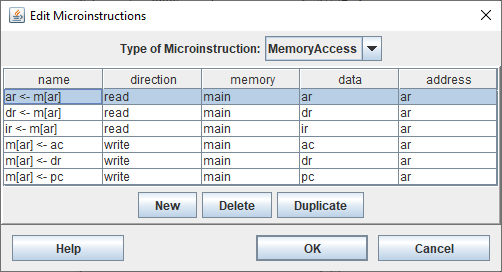 Edit Microinstructions
Type of Microinstruction: MemoryAccess
name direction memory data address
ar <- m[ar] read main ar ar
dr <- m[ar] read main dr ar
ir <- m[ar] read main ir ar
m[ar] <- ac write main ac ar
m[ar] <- dr write main dr ar
m[ar] <- pc write main pc ar
New Delete Duplicate
Help OK Cancel